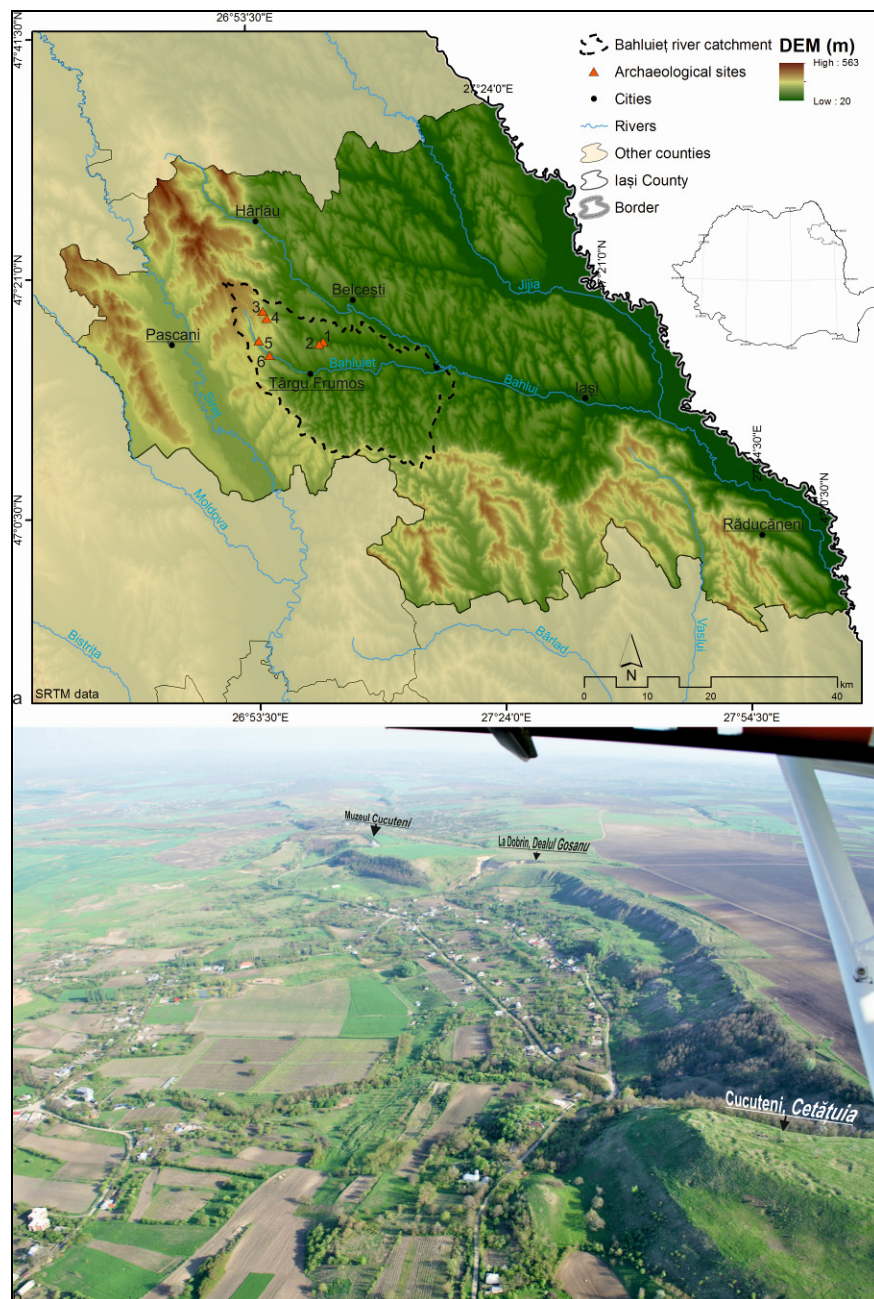 26°53'30"E
47°41'30"N
Bahluieț river catchment
Archaeological sites
Cities
Rivers
Other counties
Iași County
Border
DEM (m)
High : 563
Low : 20
27°24'0"E
Hârlău
47°21'0"N
Belcești
Jijia
3
4
Pașcani
5
6
2
1
Bahluieț
Târgu Frumos
Bahlui
Iași
Siret
Moldova
47°0'30"N
Răducăneni
Bistrița
Bârlad
Vaslui
N
0
10
20
40
km
a
SRTM data
26°53'30"E
27°24'0"E
27°54'30"E
Muzeul Cucuteni
La Dobrin, Dealul Gosanu
Cucuteni, Cetătuia